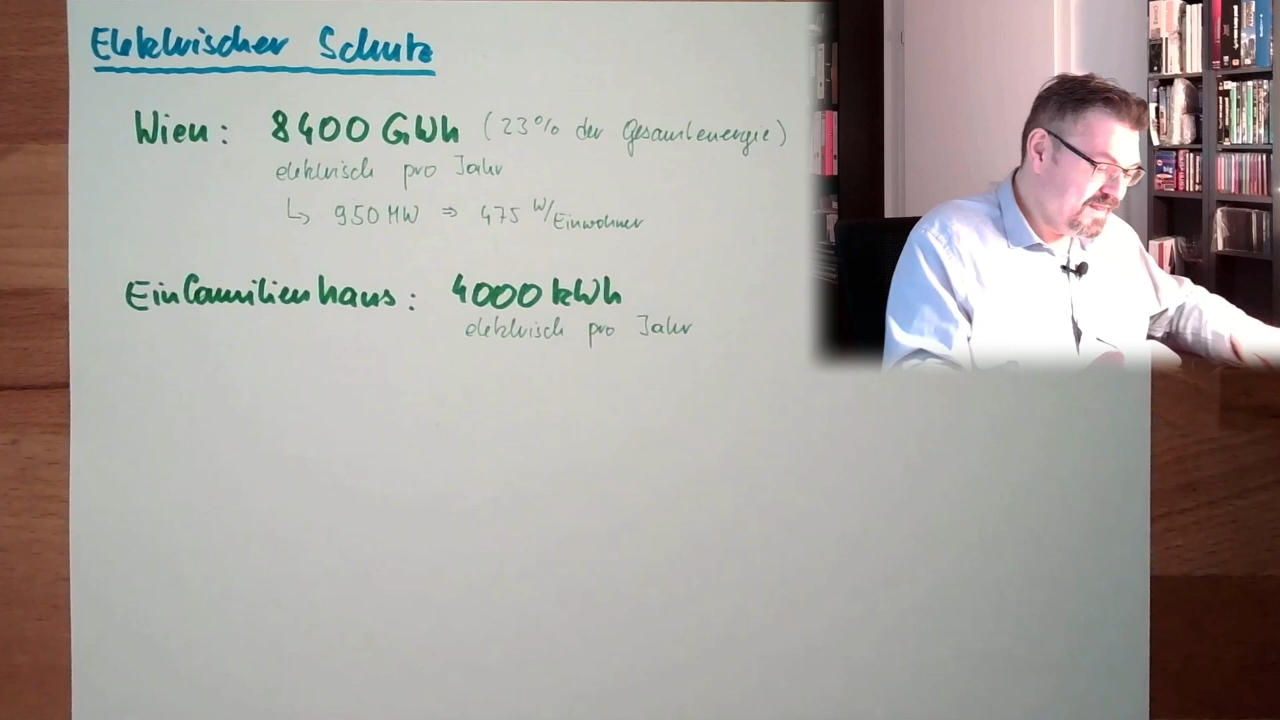 Elektrischer Schutz
Wien: 8400 GWh (23% der Gesamtenergie)
elektrisch pro Jahr
↳ 950 MW ⇒ 475 W/Einwohner
Einfamilienhaus: 4000 kWh
elektrisch pro Jahr